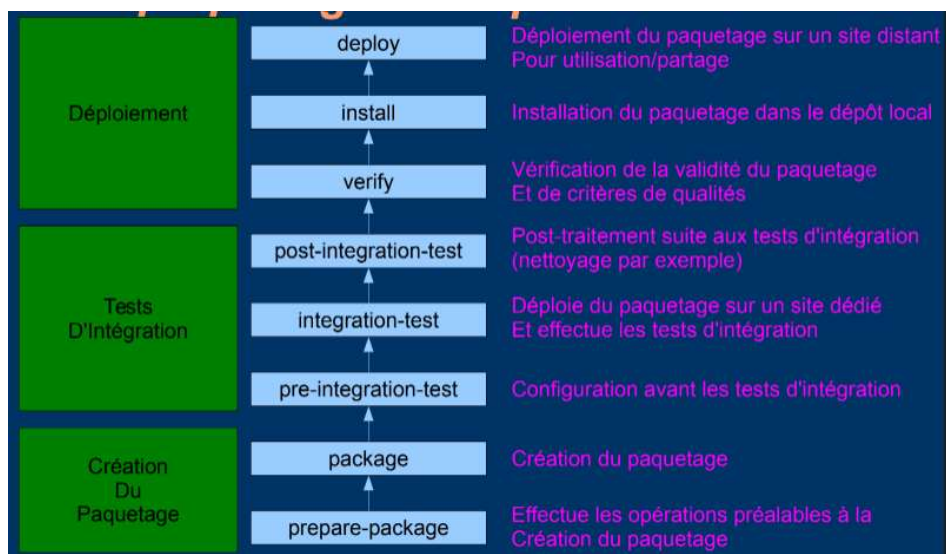 deploy
Déploiement du paquetage sur un site distant
Pour utilisation/partage
Déploiement
install
Installation du paquetage dans le dépôt local
verify
Vérification de la validité du paquetage
Et de critères de qualités
post-integration-test
Post-traitement suite aux tests d'intégration
(nettoyage par exemple)
Tests
D'Intégration
integration-test
Déploie du paquetage sur un site dédié
Et effectue les tests d'intégration
pre-integration-test
Configuration avant les tests d'intégration
Création
Du
Paquetage
package
Création du paquetage
prepare-package
Effectue les opérations préalables à la
Création du paquetage